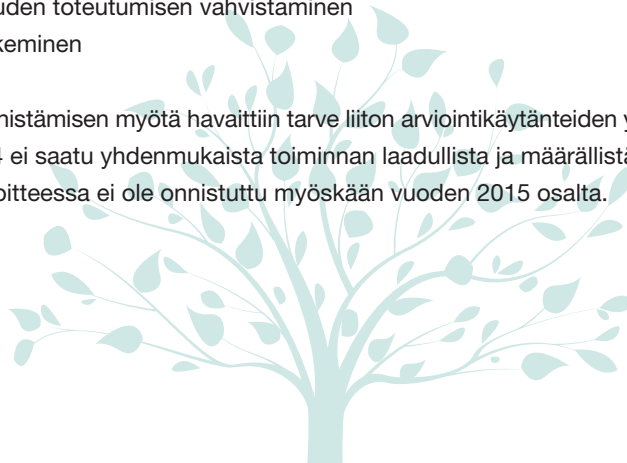 uden toteutumisen vahvistaminen
keminen
nistämisen myötä havaittiin tarve liiton arviointikäytänteiden y
4 ei saatu yhdenmukaista toiminnan laadullista ja määrällistä
oitteessa ei ole onnistuttu myöskään vuoden 2015 osalta.